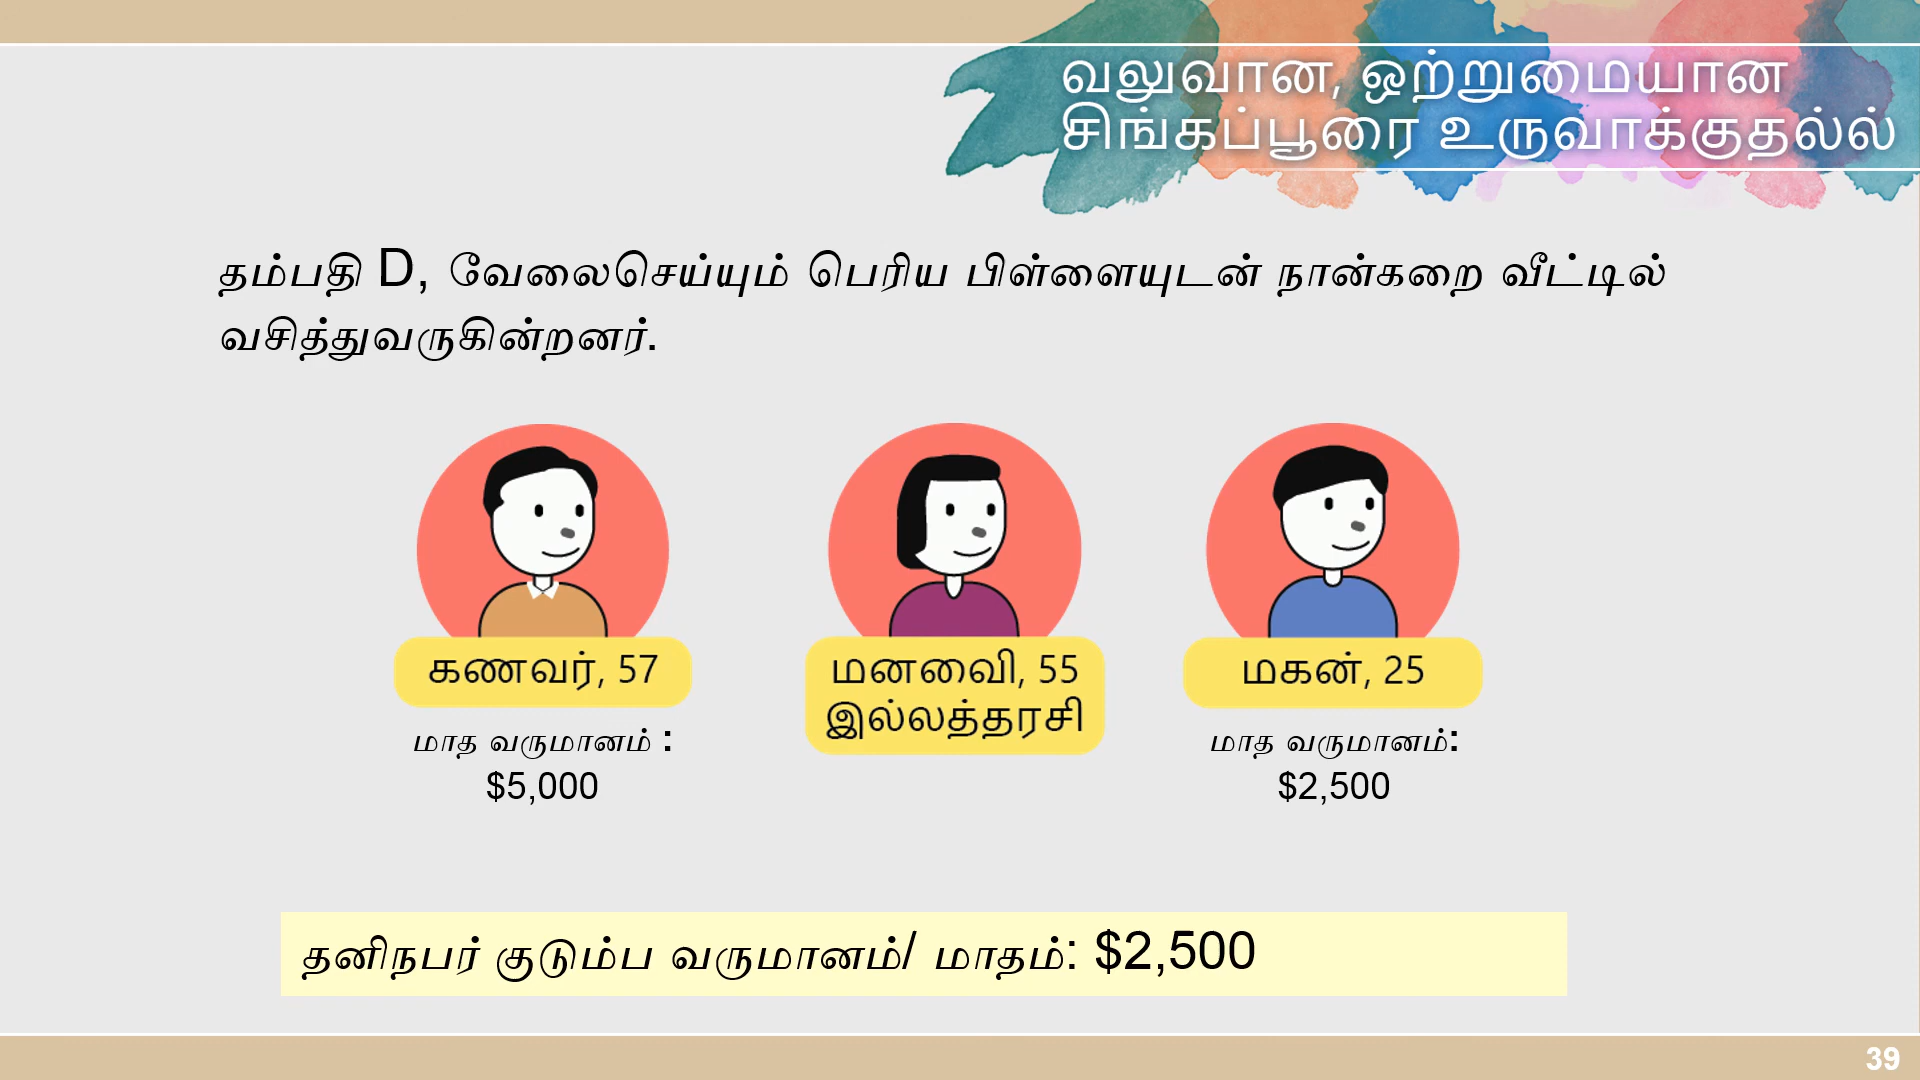 வலுவான, ஒற்றுமையான
சிங்கப்பூரை உருவாக்குதல்ல்
தம்பதி D, வேலைசெய்யும் பெரிய பிள்ளையுடன் நான்கறை வீட்டில்
வசித்துவருகின்றனர்.
கணவர், 57
மாத வருமானம் :
$5,000
மனைவி, 55
இல்லத்தரசி
மகன், 25
மாத வருமானம்:
$2,500
தனிநபர் குடும்ப வருமானம்/ மாதம்: $2,500
39